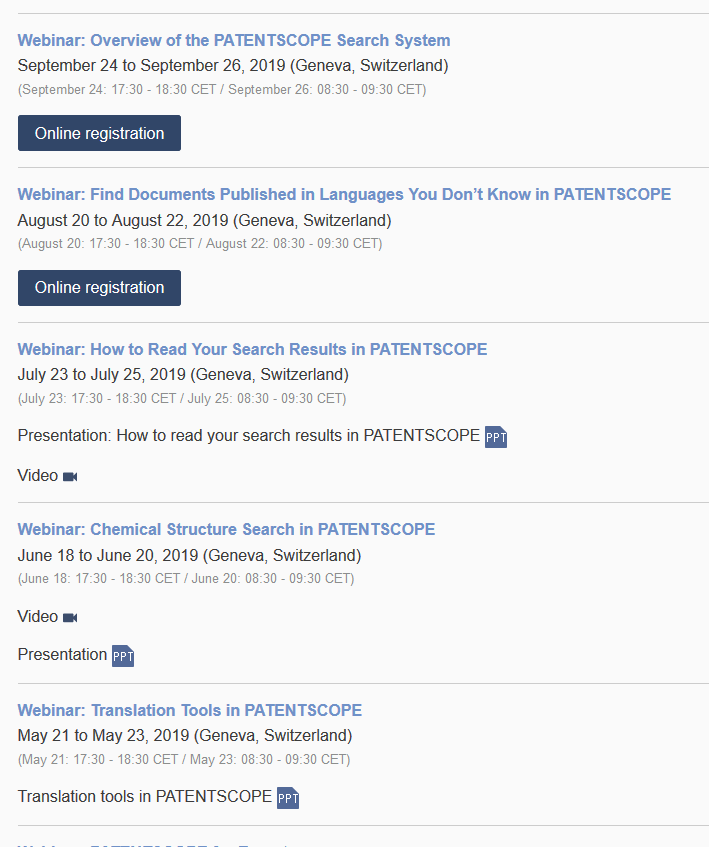 Webinar: Overview of the PATENTSCOPE Search System
September 24 to September 26, 2019 (Geneva, Switzerland)
(September 24: 17:30 - 18:30 CET / September 26: 08:30 - 09:30 CET)
Online registration
Webinar: Find Documents Published in Languages You Don’t Know in PATENTSCOPE
August 20 to August 22, 2019 (Geneva, Switzerland)
(August 20: 17:30 - 18:30 CET / August 22: 08:30 - 09:30 CET)
Online registration
Webinar: How to Read Your Search Results in PATENTSCOPE
July 23 to July 25, 2019 (Geneva, Switzerland)
(July 23: 17:30 - 18:30 CET / July 25: 08:30 - 09:30 CET)
Presentation: How to read your search results in PATENTSCOPE PPT
Video
Webinar: Chemical Structure Search in PATENTSCOPE
June 18 to June 20, 2019 (Geneva, Switzerland)
(June 18: 17:30 - 18:30 CET / June 20: 08:30 - 09:30 CET)
Video
Presentation PPT
Webinar: Translation Tools in PATENTSCOPE
May 21 to May 23, 2019 (Geneva, Switzerland)
(May 21: 17:30 - 18:30 CET / May 23: 08:30 - 09:30 CET)
Translation tools in PATENTSCOPE PPT